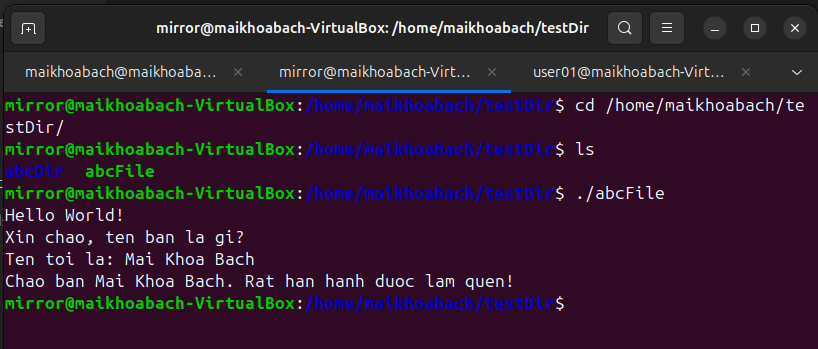 mirror@maikhoabach-VirtualBox: /home/maikhoabach/testDir
maikhoabach@maikhoaba... mirror@maikhoabach-Virt... user01@maikhoabach-Virt...
mirror@maikhoabach-VirtualBox:/home/maikhoabach/testDir$ cd /home/maikhoabach/te
stDir/
mirror@maikhoabach-VirtualBox:/home/maikhoabach/testDir$ ls
abcDir abcFile
mirror@maikhoabach-VirtualBox:/home/maikhoabach/testDir$ ./abcFile
Hello World!
Xin chao, ten ban la gi?
Ten toi la: Mai Khoa Bach
Chao ban Mai Khoa Bach. Rat han hanh duoc lam quen!
mirror@maikhoabach-VirtualBox:/home/maikhoabach/testDir$